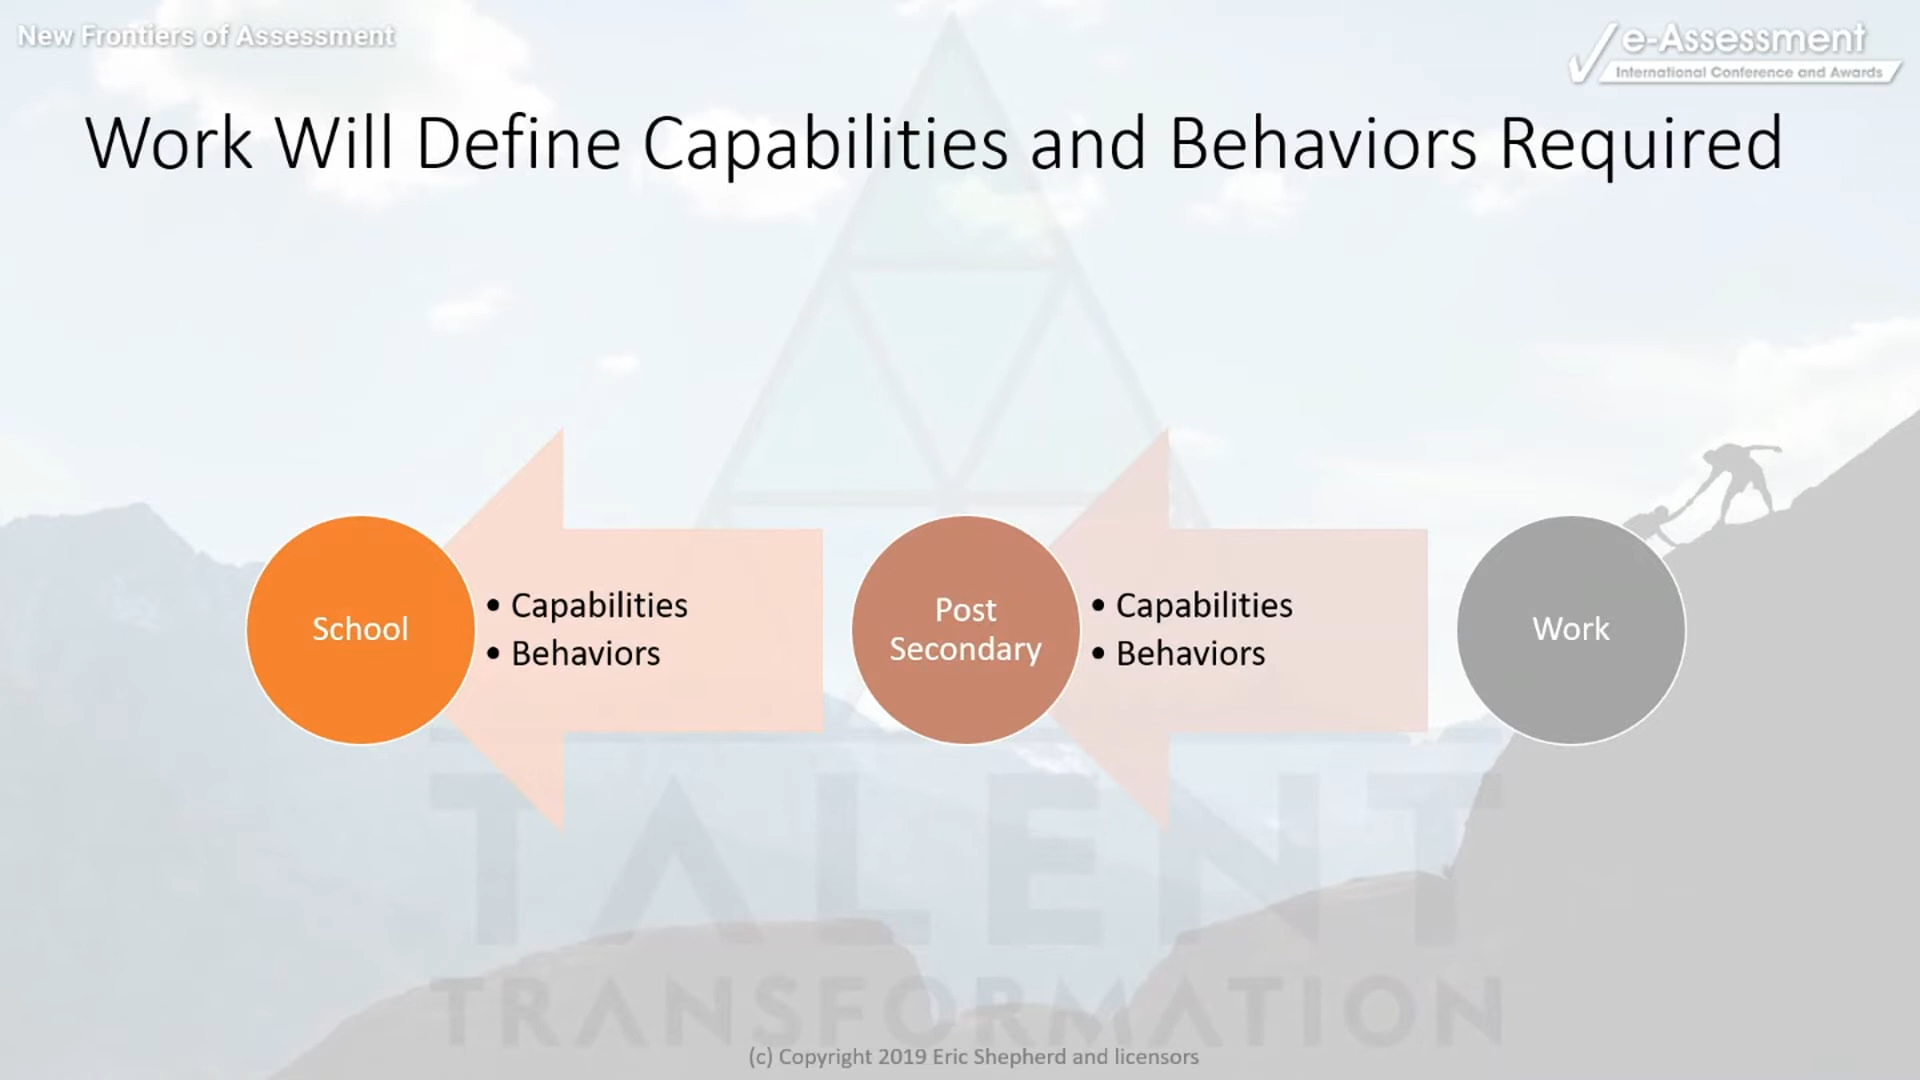 New Frontiers of Assessment
e-Assessment
International Conference and Awards
Work Will Define Capabilities and Behaviors Required
School
• Capabilities
• Behaviors
Post
Secondary
• Capabilities
• Behaviors
Work
TALENT
TRANSFORMATION
(c) Copyright 2019 Eric Shepherd and licensors